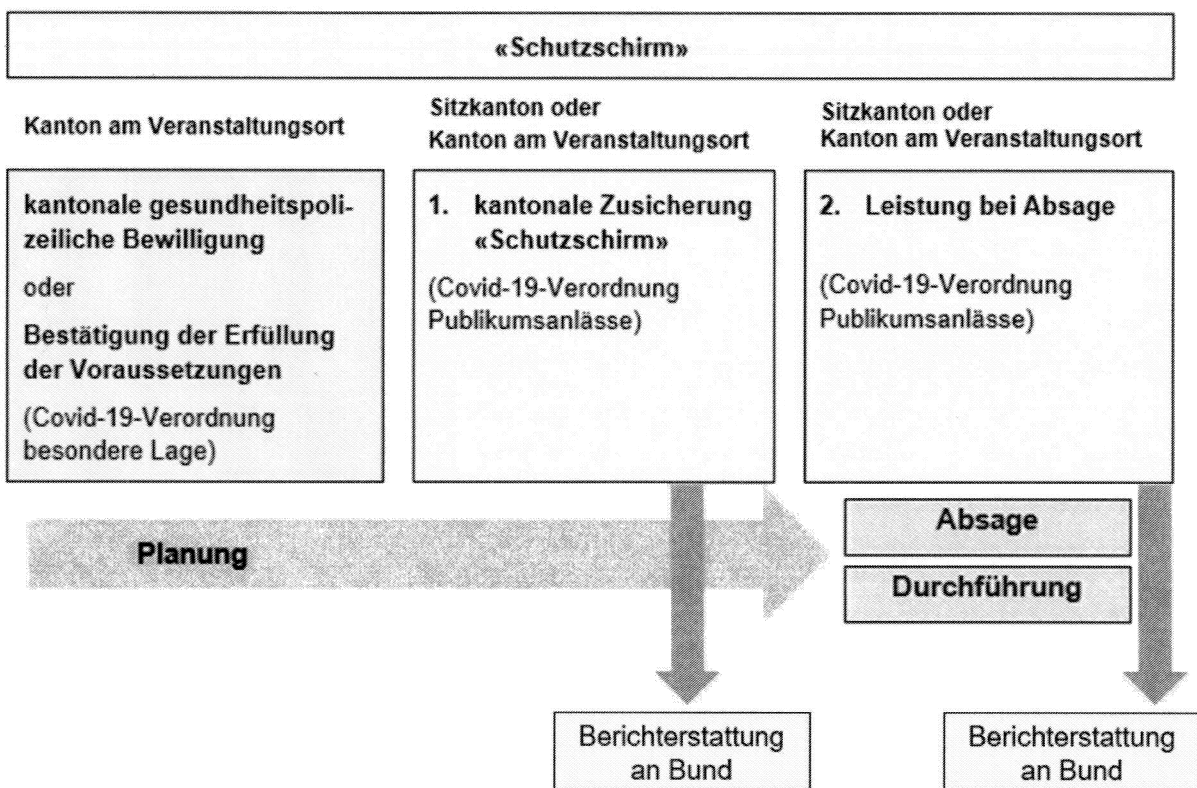 «Schutzschirm»
Kanton am Veranstaltungsort
kantonale gesundheitspoli-
zeiliche Bewilligung
oder
Bestätigung der Erfüllung
der Voraussetzungen
(Covid-19-Verordnung
besondere Lage)
Sitzkanton oder
Kanton am Veranstaltungsort
1. kantonale Zusicherung
«Schutzschirm»
(Covid-19-Verordnung
Publikumsanlässe)
Sitzkanton oder
Kanton am Veranstaltungsort
2. Leistung bei Absage
(Covid-19-Verordnung
Publikumsanlässe)
Planung
Absage
Durchführung
Berichterstattung
an Bund
Berichterstattung
an Bund